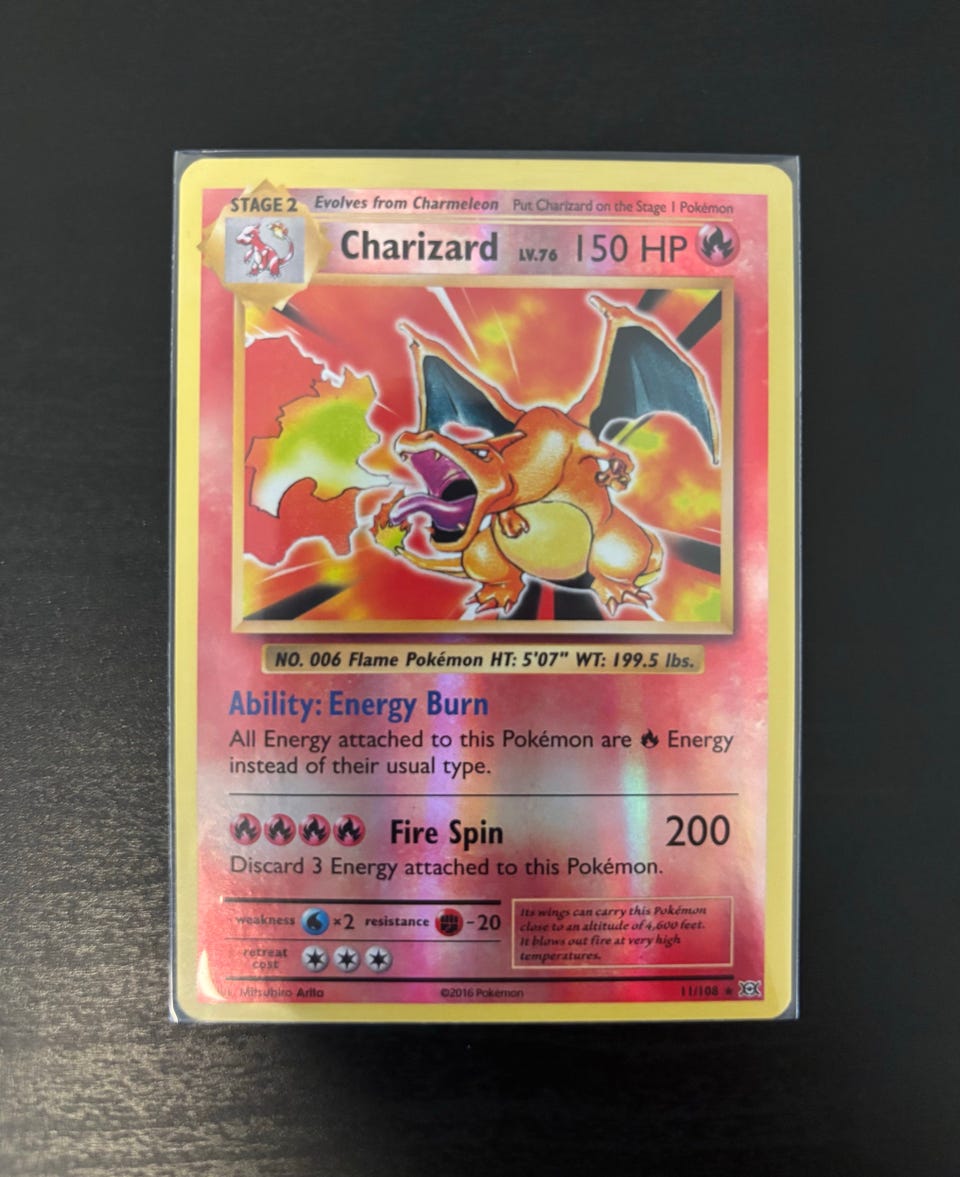 STAGE 2 Evolves from Charmeleon Put Charizard on the Stage 1 Pokémon
Charizard LV.76 150 HP
NO. 006 Flame Pokémon HT: 5'07" WT: 199.5 lbs.
Ability: Energy Burn
All Energy attached to this Pokémon are Energy
instead of their usual type.
Fire Spin 200
Discard 3 Energy attached to this Pokémon.
weakness ×2 resistance -20
retreat
cost
Its wings can carry this Pokémon
close to an altitude of 4,600 feet.
It blows out fire at very high
temperatures.
Mitsuhiro Arita ©2016 Pokémon 11/108 ★